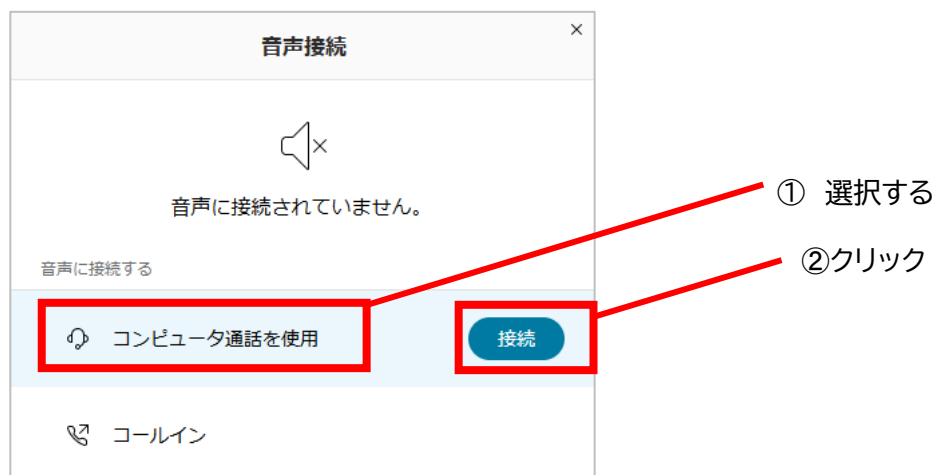 音声接続
音声に接続されていません。
① 選択する
②クリック
音声に接続する
コンピュータ通話を使用
接続
コールイン